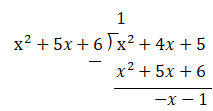 1
x² + 5x + 6 ) x² + 4x + 5
− x² + 5x + 6
−x − 1